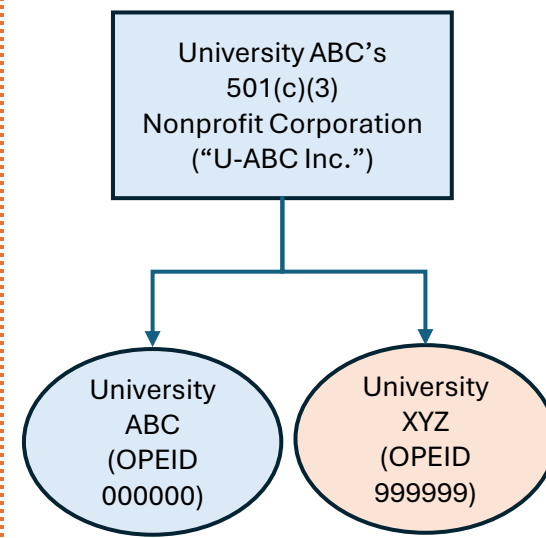 University ABC’s
501(c)(3)
Nonprofit Corporation
(“U-ABC Inc.”)
University
ABC
(OPEID
000000)
University
XYZ
(OPEID
999999)